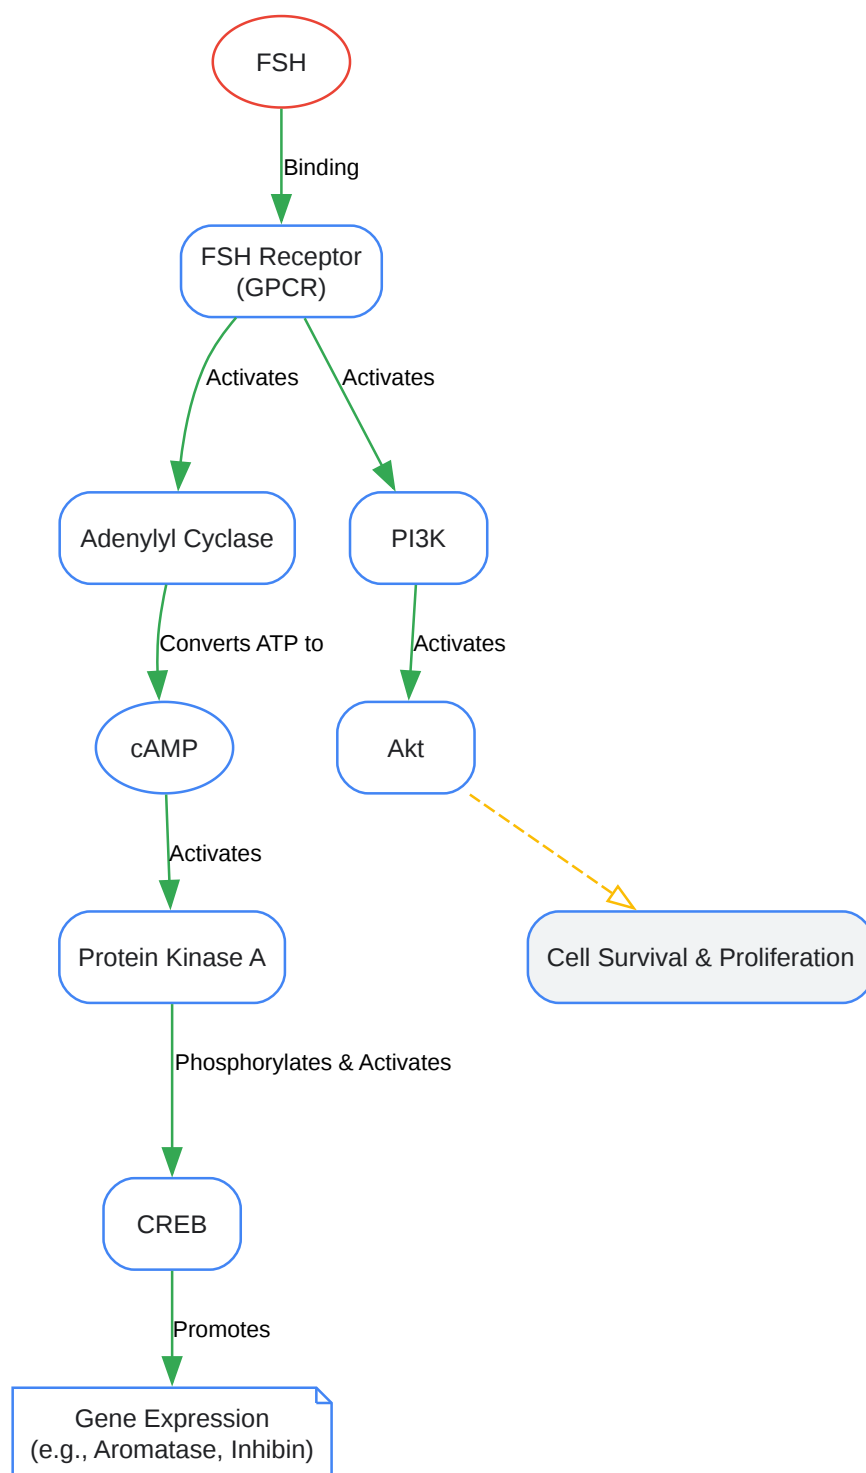 FSH
Binding
FSH Receptor
(GPCR)
Activates
Activates
Adenylyl Cyclase
PI3K
Converts ATP to
Activates
cAMP
Akt
Activates
Protein Kinase A
Cell Survival & Proliferation
Phosphorylates & Activates
CREB
Promotes
Gene Expression
(e.g., Aromatase, Inhibin)